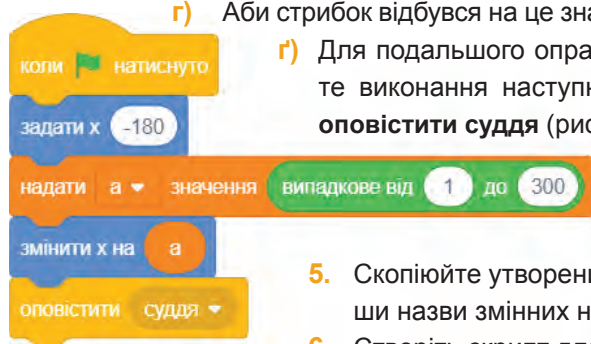 г) Аби стрибок відбувся на це зна
ґ) Для подальшого опра
те виконання наступн
оповістити суддя (рис
коли натиснуто
задати х -180
надати a значення випадкове від 1 до 300
змінити х на a
оповістити суддя
5. Скопіюйте утворен
ши назви змінних н